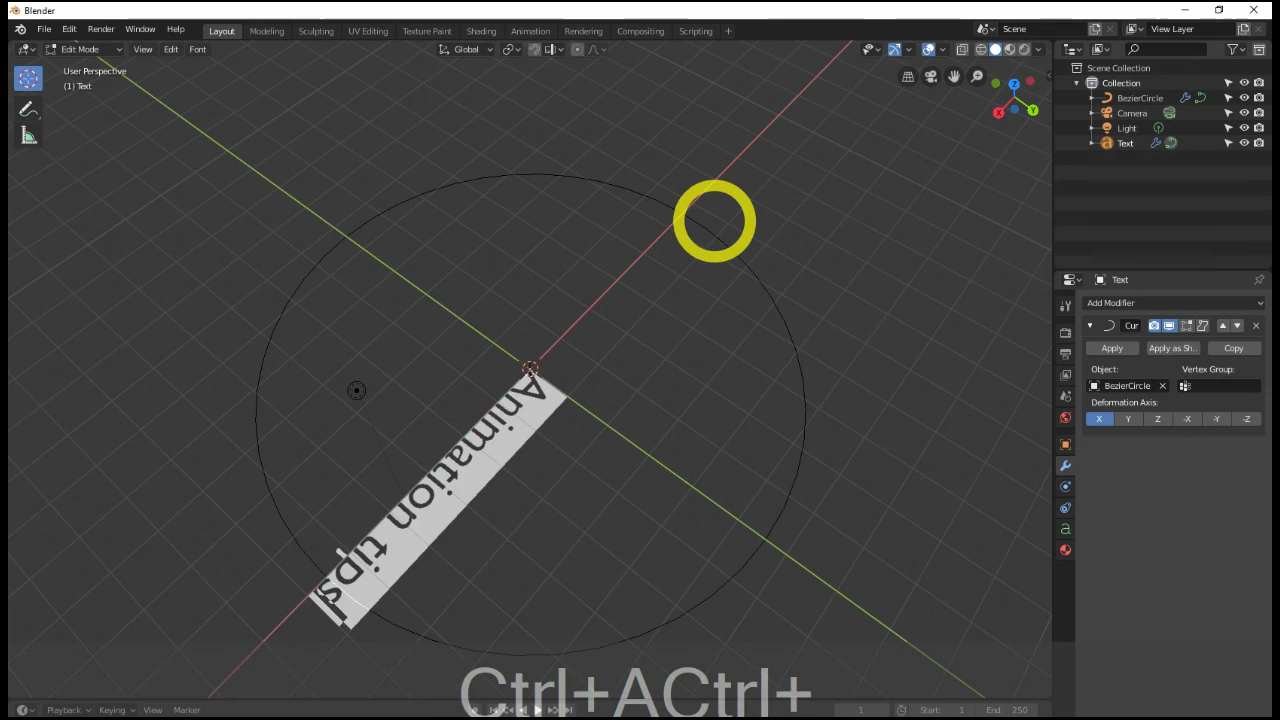 Blender
File Edit Render Window Help Layout Modeling Sculpting UV Editing Texture Paint Shading Animation Rendering Compositing Scripting Scene View Layer
Edit Mode View Edit Font Global
User Perspective
(1) Text
Z
Y
X
Scene Collection
Collection
BezierCircle
Camera
Light
Text
Text
Add Modifier
Cur
Apply Apply as Sh.. Copy
Object: Vertex Group:
BezierCircle
Deformation Axis:
X Y Z -X -Y -Z
Animation tips
Ctrl+ACtrl+
Playback Keying View Marker 1 Start: 1 End: 250